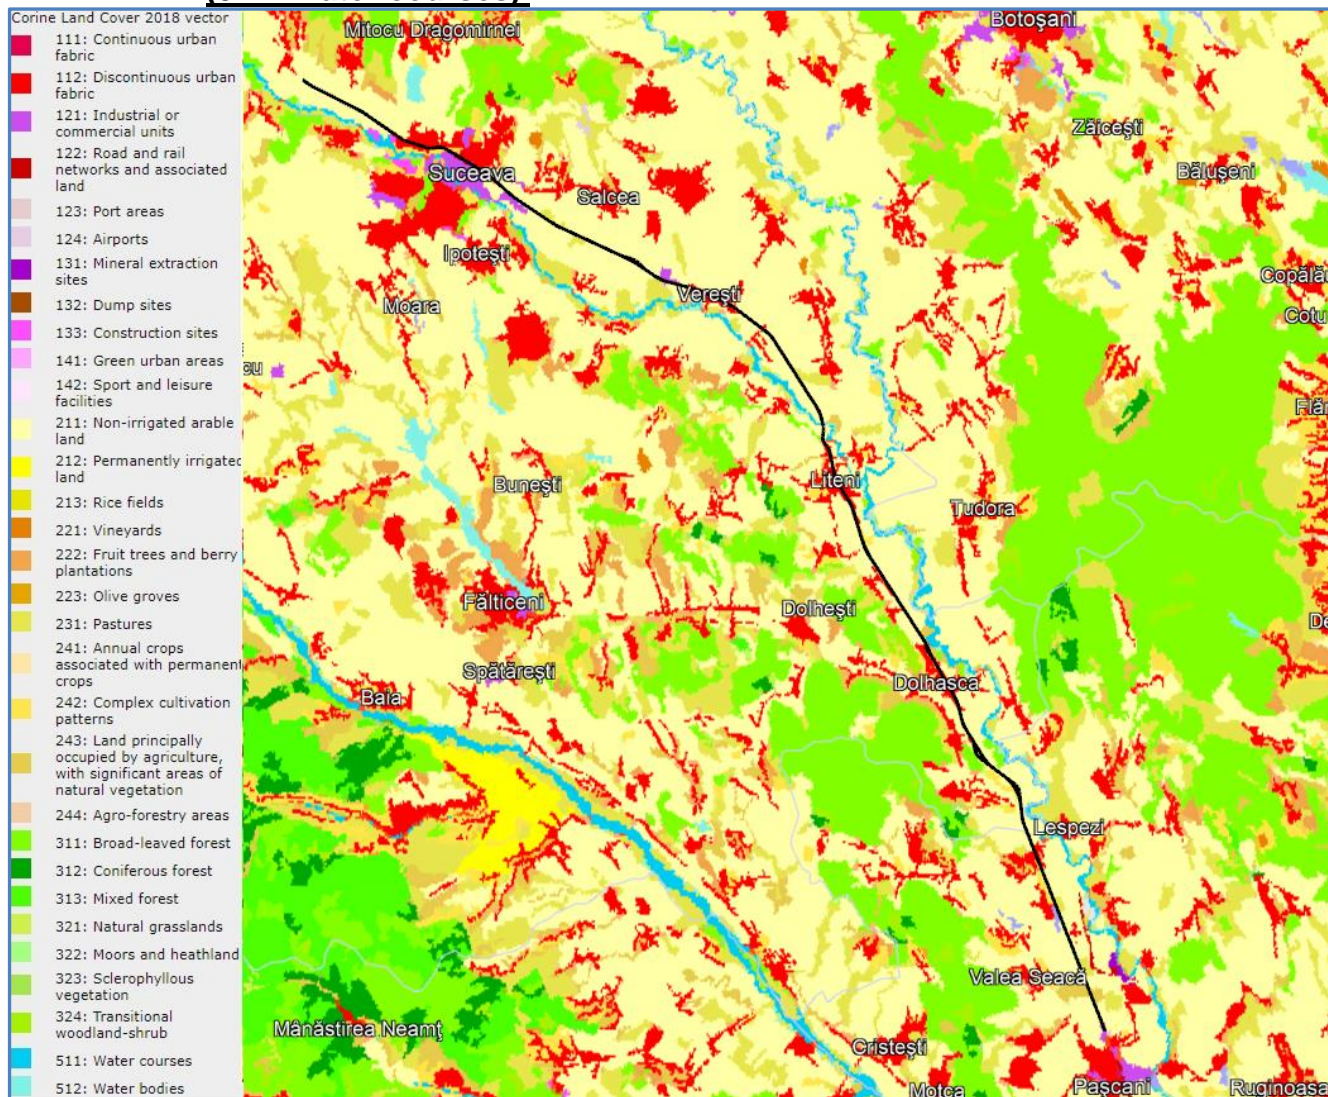 Corine Land Cover 2018 vector
111: Continuous urban
fabric
112: Discontinuous urban
fabric
121: Industrial or
commercial units
122: Road and rail
networks and associated
land
123: Port areas
124: Airports
131: Mineral extraction
sites
132: Dump sites
133: Construction sites
141: Green urban areas
142: Sport and leisure
facilities
211: Non-irrigated arable
land
212: Permanently irrigated
land
213: Rice fields
221: Vineyards
222: Fruit trees and berry
plantations
223: Olive groves
231: Pastures
241: Annual crops
associated with permanent
crops
242: Complex cultivation
patterns
243: Land principally
occupied by agriculture,
with significant areas of
natural vegetation
244: Agro-forestry areas
311: Broad-leaved forest
312: Coniferous forest
313: Mixed forest
321: Natural grasslands
322: Moors and heathland
323: Sclerophyllous
vegetation
324: Transitional
woodland-shrub
511: Water courses
512: Water bodies
Mitocu Dragomirnei
Botoşani
Zăiceşti
Băluşeni
Suceava
Salcea
Ipoteşti
Moara
Vereşti
Copălău
Cotu
cu
Flăm
Buneşti
Liteni
Tudora
Fălticeni
Dolheşti
De
Spătăreşti
Baia
Dolhasca
Lespezi
Valea Seacă
Mânăstirea Neamţ
Cristeşti
Moţca
Paşcani
Ruginoasa